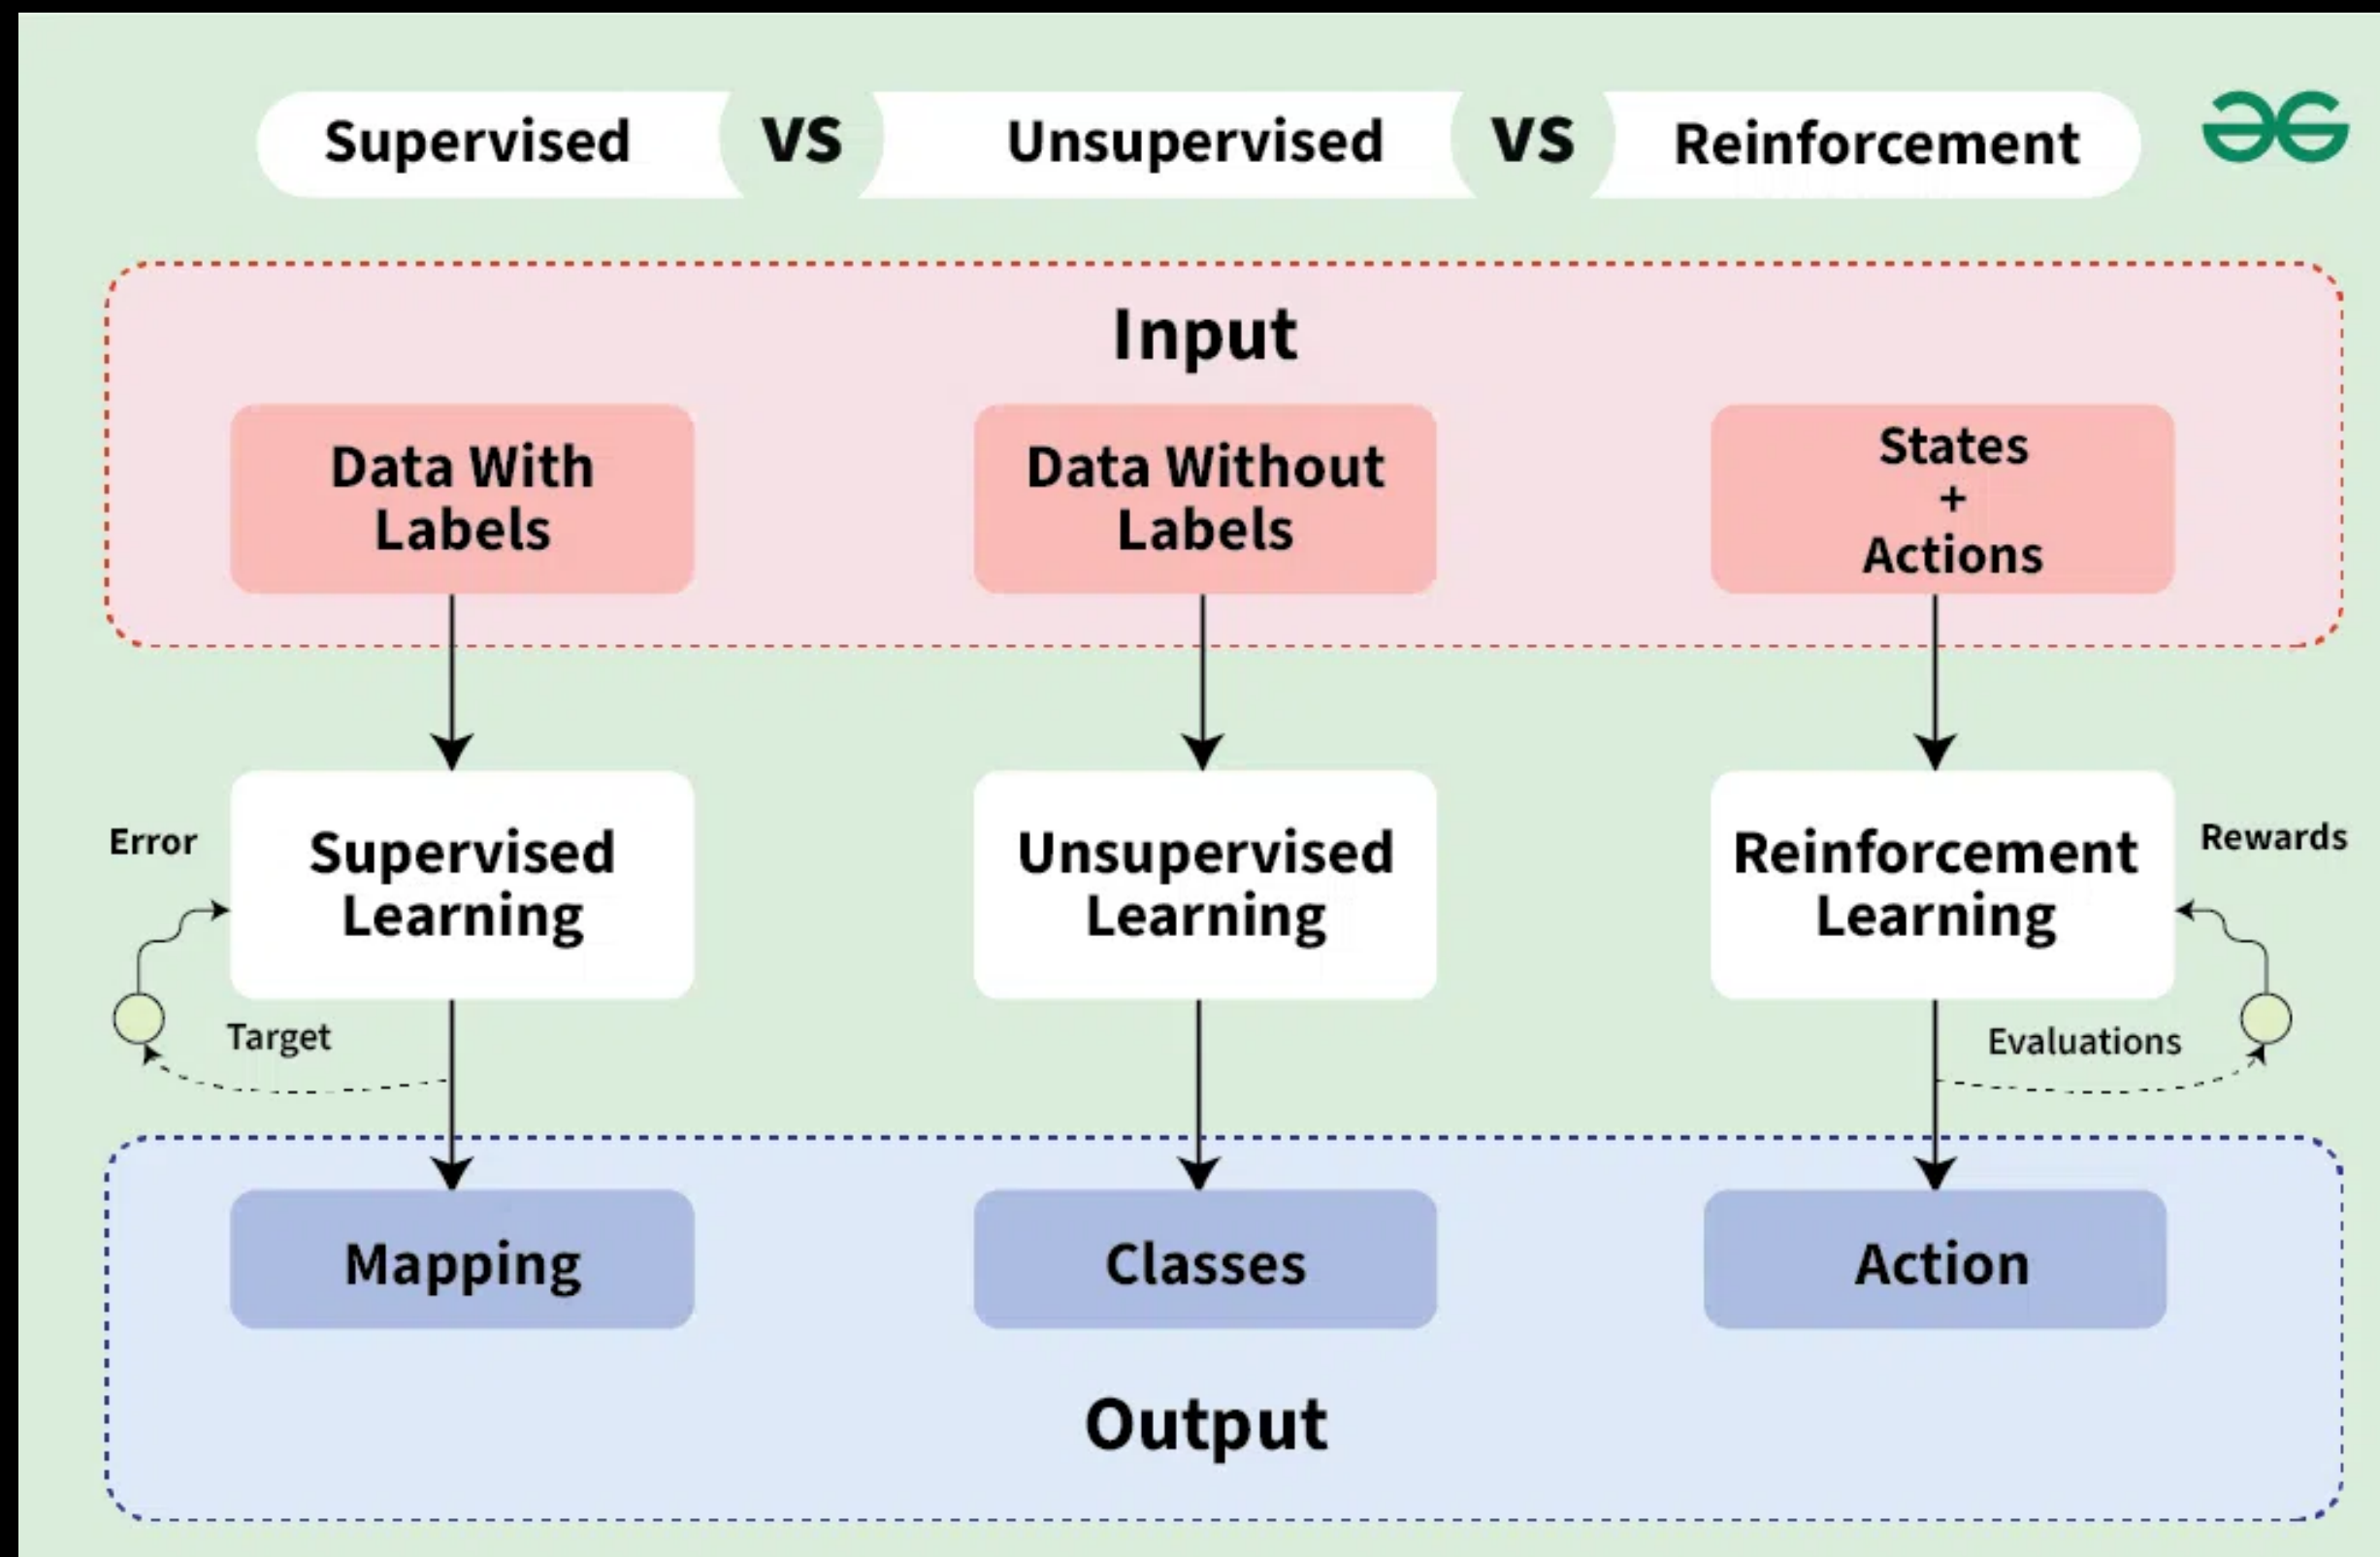 Supervised vs Unsupervised vs Reinforcement
Input
Data With
Labels
Data Without
Labels
States
+
Actions
Error
Supervised
Learning
Target
Unsupervised
Learning
Reinforcement
Learning
Rewards
Evaluations
Mapping
Classes
Action
Output